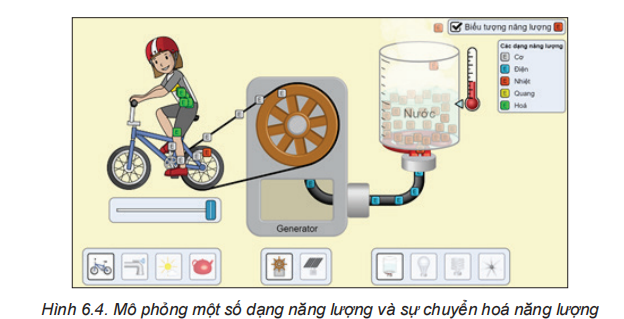 Biểu tượng năng lượng E
Các dạng năng lượng
E Cơ
E Điện
E Nhiệt
E Quang
E Hoá
Nước
Generator
Hình 6.4. Mô phỏng một số dạng năng lượng và sự chuyển hoá năng lượng